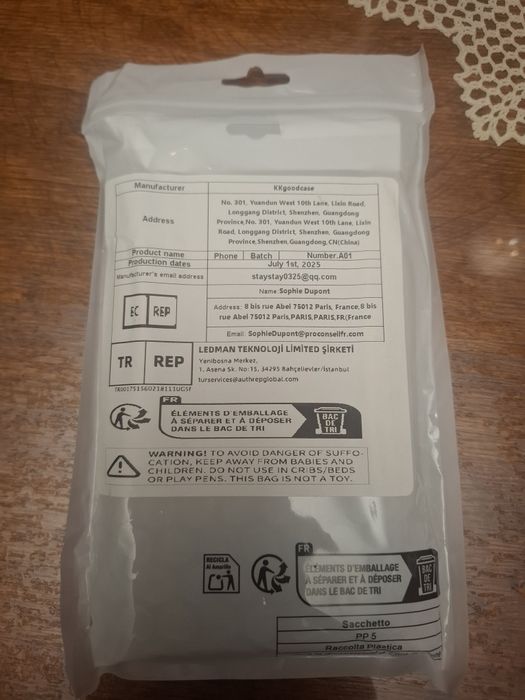 Manufacturer
KKgoodcase
Address
No. 301, Yuandun West 10th Lane, Lixin Road,
Longgang District, Shenzhen, Guangdong
Province,No. 301, Yuandun West 10th Lane, Lixin
Road, Longgang District, Shenzhen, Guangdong
Province,Shenzhen,Guangdong,CN(China)
Product name
Phone Batch Number.A01
Production dates
July 1st, 2025
Manufacturer's email address
staystay0325@qq.com
EC REP
Name:Sophie Dupont
Address: 8 bis rue Abel 75012 Paris, France,8 bis
rue Abel 75012 Paris,PARIS,PARIS,FR(France
Email: SophieDupont@proconseilfr.com
TR REP
LEDMAN TEKNOLOJİ LİMİTED ŞİRKETİ
Yenibosna Merkez,
1. Asena Sk. No:15, 34295 Bahçelievler/İstanbul
turservices@authrepglobal.com
FR
ÉLÉMENTS D'EMBALLAGE
À SÉPARER ET À DÉPOSER
DANS LE BAC DE TRI
BAC
DE
TRI
WARNING! TO AVOID DANGER OF SUFFO-
CATION, KEEP AWAY FROM BABIES AND
CHILDREN. DO NOT USE IN CRIBS/BEDS
OR PLAY PENS. THIS BAG IS NOT A TOY.
RECICLA
Al Amarillo
FR
ÉLÉMENTS D'EMBALLAGE
À SÉPARER ET À DÉPOSER
DANS LE BAC DE TRI
BAC
DE
TRI
Sacchetto
PP 5
Raccolta Plastica